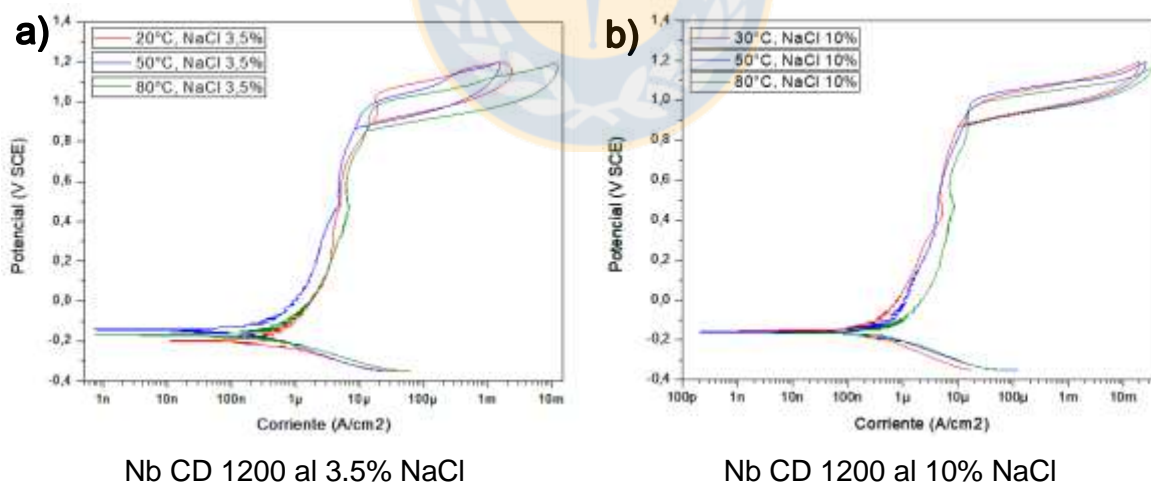 a)
20°C, NaCl 3,5%
50°C, NaCl 3,5%
80°C, NaCl 3,5%
1,4
1,2
1,0
0,8
0,6
0,4
0,2
0,0
-0,2
-0,4
Potencial (V SCE)
1n
10n
100n
1µ
10µ
100µ
1m
10m
Corriente (A/cm2)
b)
30°C, NaCl 10%
50°C, NaCl 10%
80°C, NaCl 10%
1,4
1,2
1,0
0,8
0,6
0,4
0,2
0,0
-0,2
-0,4
Potencial (V SCE)
100p
1n
10n
100n
1µ
10µ
100µ
1m
10m
Corriente (A/cm2)
Nb CD 1200 al 3.5% NaCl
Nb CD 1200 al 10% NaCl